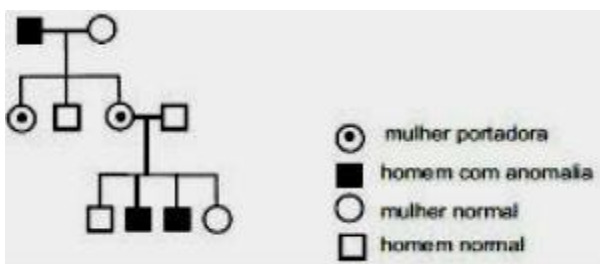 mulher portadora
homem com anomalia
mulher normal
homem normal